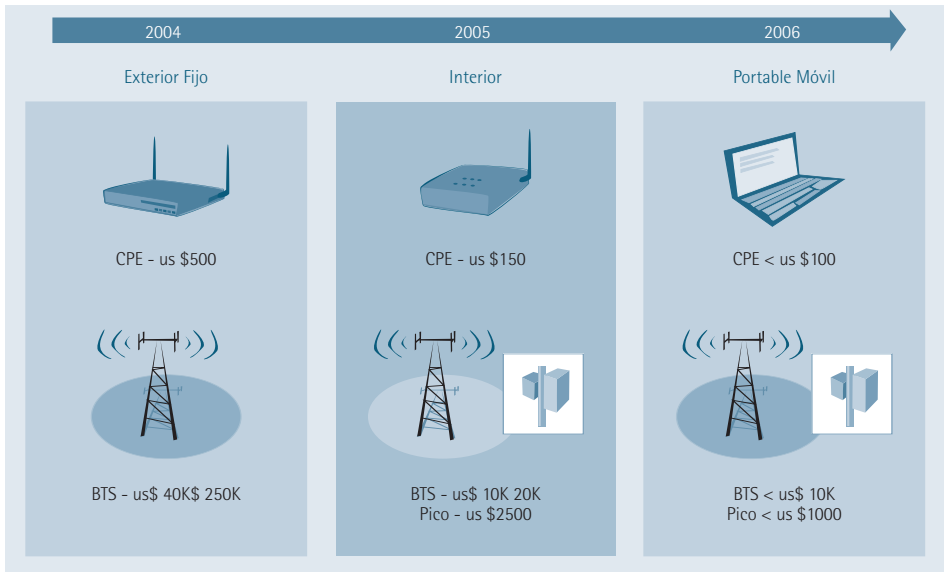 2004
2005
2006
Exterior Fijo
Interior
Portable Móvil
CPE - us $500
CPE - us $150
CPE < us $100
BTS - us$ 40K$ 250K
BTS - us$ 10K 20K
Pico - us $2500
BTS < us$ 10K
Pico < us $1000